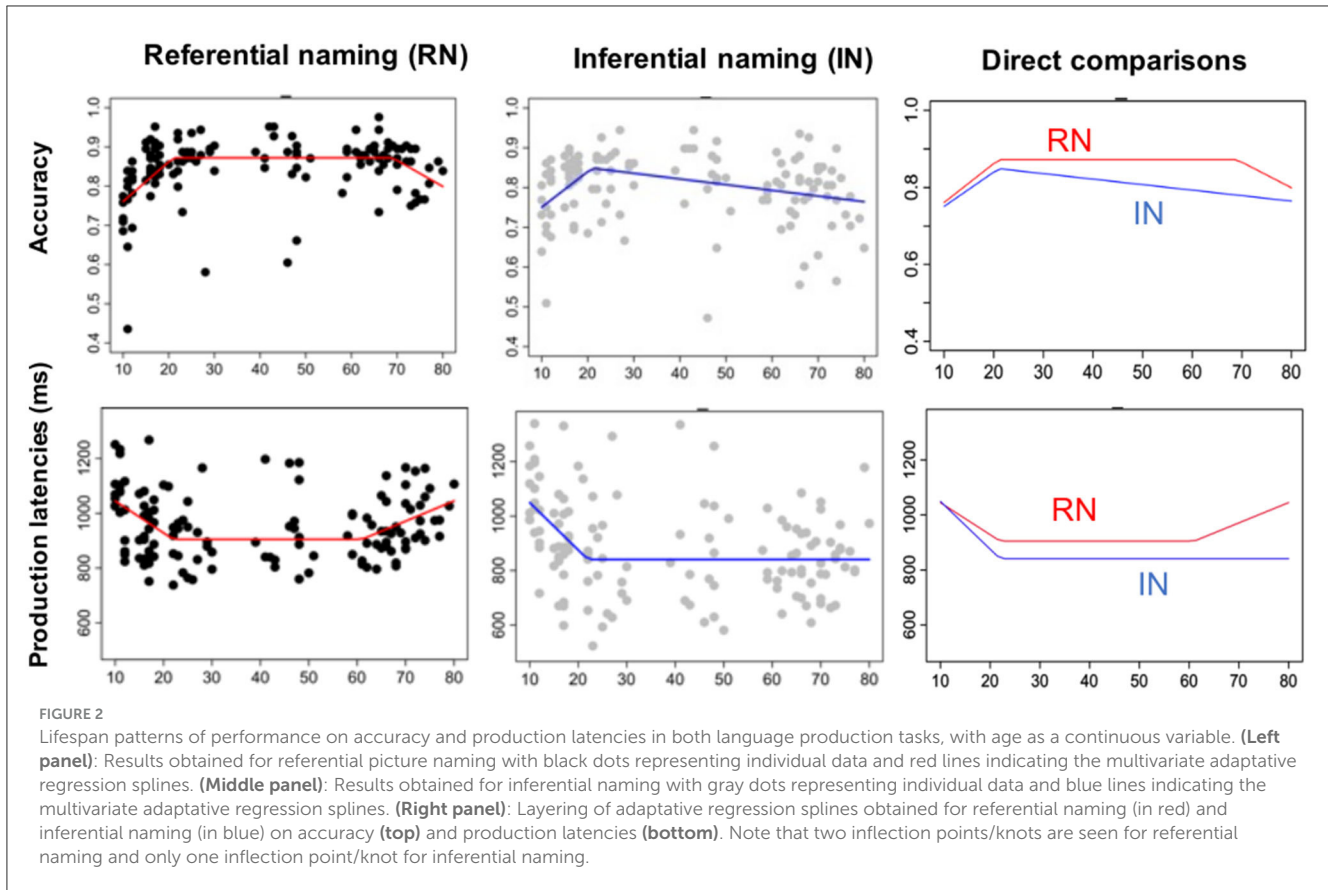 Referential naming (RN)
Inferential naming (IN)
Direct comparisons
Accuracy
1.0
0.9
0.8
0.7
0.6
0.5
0.4
10 20 30 40 50 60 70 80
1.0
0.9
0.8
0.7
0.6
0.5
0.4
10 20 30 40 50 60 70 80
1.0
0.8
0.6
0.4
RN
IN
10 20 30 40 50 60 70 80
Production latencies (ms)
1200
1000
800
600
10 20 30 40 50 60 70 80
1200
1000
800
600
10 20 30 40 50 60 70 80
1200
1000
800
600
RN
IN
10 20 30 40 50 60 70 80
FIGURE 2
Lifespan patterns of performance on accuracy and production latencies in both language production tasks, with age as a continuous variable. (Left
panel): Results obtained for referential picture naming with black dots representing individual data and red lines indicating the multivariate adaptative
regression splines. (Middle panel): Results obtained for inferential naming with gray dots representing individual data and blue lines indicating the
multivariate adaptative regression splines. (Right panel): Layering of adaptative regression splines obtained for referential naming (in red) and
inferential naming (in blue) on accuracy (top) and production latencies (bottom). Note that two inflection points/knots are seen for referential
naming and only one inflection point/knot for inferential naming.